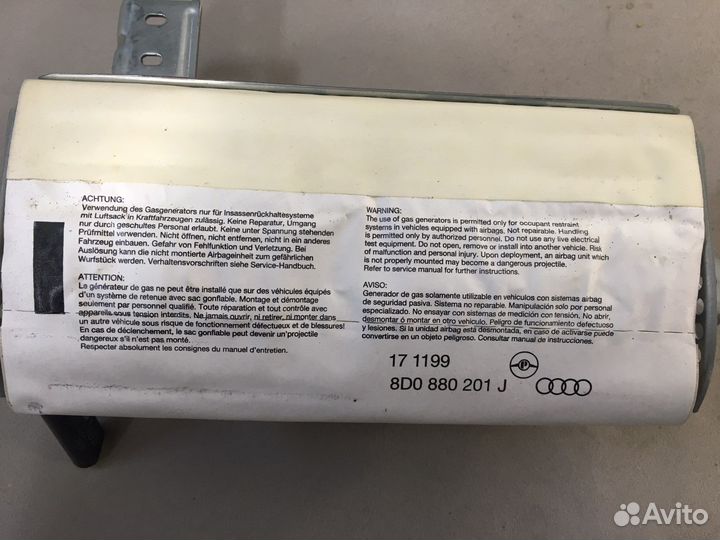 ACHTUNG:
Verwendung des Gasgenerators nur für Insassenrückhaltesysteme
mit Luftsack in Kraftfahrzeugen zulässig. Keine Reparatur, Umgang
nur durch geschultes Personal erlaubt. Keine unter Spannung stehenden
Prüfmittel verwenden. Nicht öffnen, nicht entfernen, nicht in ein anderes
Fahrzeug einbauen. Gefahr von Fehlfunktion und Verletzung. Bei
Auslösung kann die nicht montierte Airbageinheit zum gefährlichen
Wurfstück werden. Verhaltensvorschriften siehe Service-Handbuch.
ATTENTION:
Le générateur de gaz ne peut être installé que sur des véhicules équipés
d'un système de retenue avec sac gonflable. Montage et démontage
seulement par personnel qualifié. Toute réparation et tout contrôle avec
appareils sous tension interdits. Ne jamais ouvrir, ni retirer, ni monter dans
un autre véhicule sous risque de fonctionnement défectueux et de blessures!
En cas de déclenchement, le sac gonflable peut devenir un projectile
dangereux s'il n'est pas monté.
Respecter absolument les consignes du manuel d'entretien.
WARNING:
The use of gas generators is permitted only for occupant restraint
systems in vehicles equipped with airbags. Not repairable. Handling
is permitted only by authorized personnel. Do not use any live electrical
test equipment. Do not open, remove or install into another vehicle. Risk
of malfunction and personal injury. Upon deployment, an airbag unit which
is not properly mounted may become a dangerous projectile.
Refer to service manual for further instructions.
AVISO:
Generador de gas solamente utilizable en vehículos con sistemas airbag
de seguridad pasiva. Sistema no reparable. Manipulación solo por personal
especializado. No ensayar con sistemas de medición con tensión. No abrir,
desmontar ó montar en otro vehículo. Peligro de funcionamiento defectuoso
y lesiones. Si la unidad airbag está desmontada, en caso de activarse puede
convertirse en un objeto peligroso. Consultar manual de instrucciones.
17 1199
8D0 880 201 J
Avito